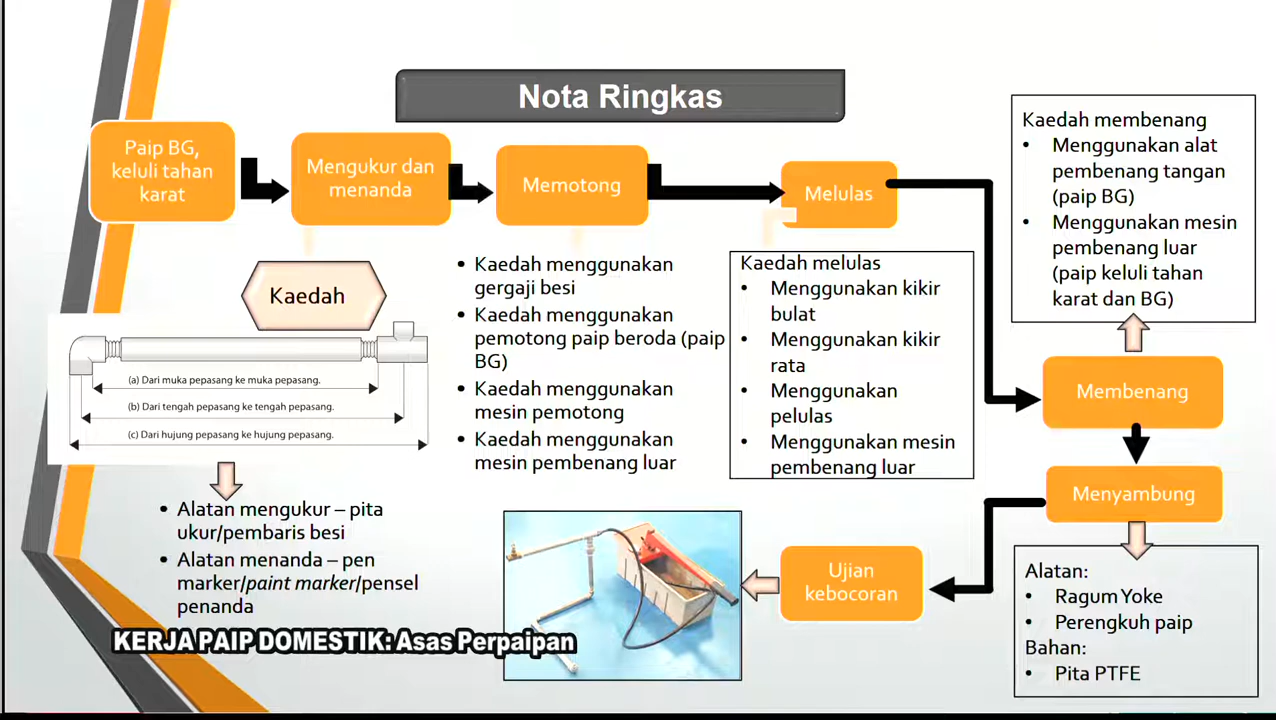 Nota Ringkas
Paip BG,
keluli tahan
karat
Mengukur dan
menanda
Memotong
Melulas
Kaedah membenang
• Menggunakan alat
pembenang tangan
(paip BG)
• Menggunakan mesin
pembenang luar
(paip keluli tahan
karat dan BG)
Kaedah
(a) Dari muka pepasang ke muka pepasang.
(b) Dari tengah pepasang ke tengah pepasang.
(c) Dari hujung pepasang ke hujung pepasang.
• Alatan mengukur – pita
ukur/pembaris besi
• Alatan menanda – pen
marker/paint marker/pensel
penanda
• Kaedah menggunakan
gergaji besi
• Kaedah menggunakan
pemotong paip beroda (paip
BG)
• Kaedah menggunakan
mesin pemotong
• Kaedah menggunakan
mesin pembenang luar
Kaedah melulas
• Menggunakan kikir
bulat
• Menggunakan kikir
rata
• Menggunakan
pelulas
• Menggunakan mesin
pembenang luar
Membenang
Menyambung
Alatan:
• Ragum Yoke
• Perengkuh paip
Bahan:
• Pita PTFE
Ujian
kebocoran
KERJA PAIP DOMESTIK: Asas Perpaipan